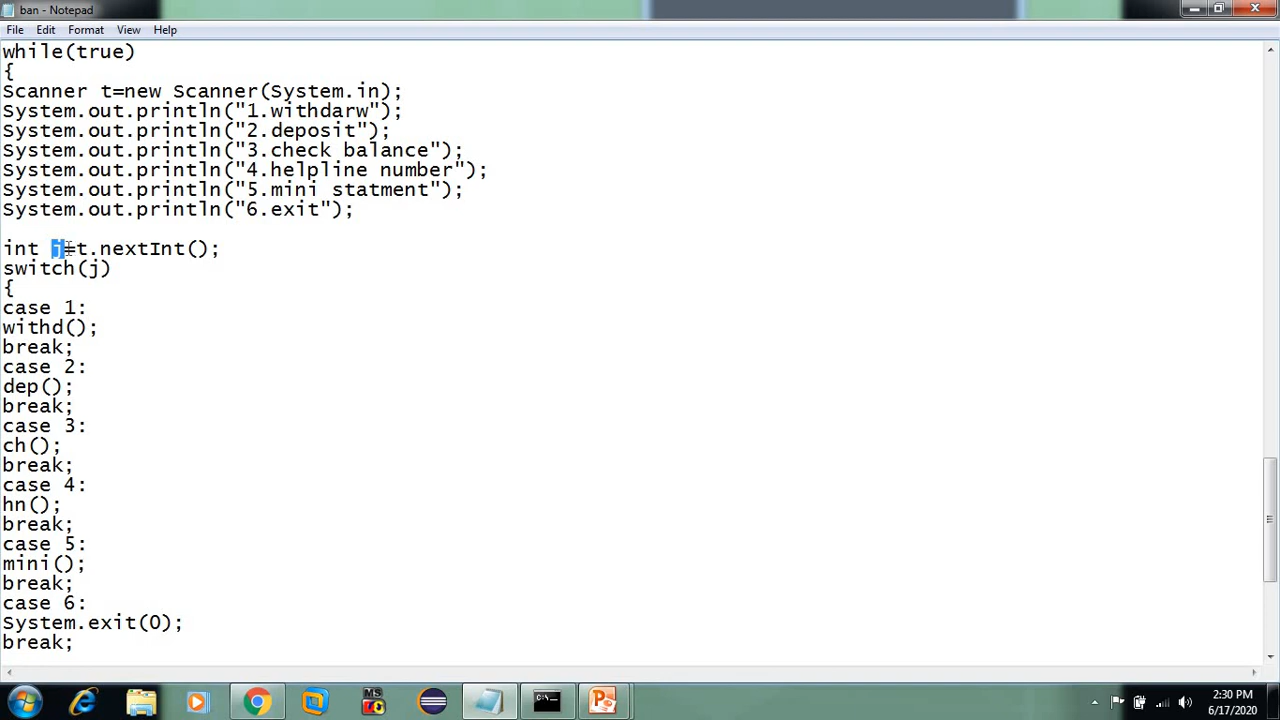 ban - Notepad
File Edit Format View Help
while(true)
{
Scanner t=new Scanner(System.in);
System.out.println("1.withdarw");
System.out.println("2.deposit");
System.out.println("3.check balance");
System.out.println("4.helpline number");
System.out.println("5.mini statment");
System.out.println("6.exit");
int j=t.nextInt();
switch(j)
{
case 1:
withd();
break;
case 2:
dep();
break;
case 3:
ch();
break;
case 4:
hn();
break;
case 5:
mini();
break;
case 6:
System.exit(0);
break;
MS
2:30 PM
6/17/2020